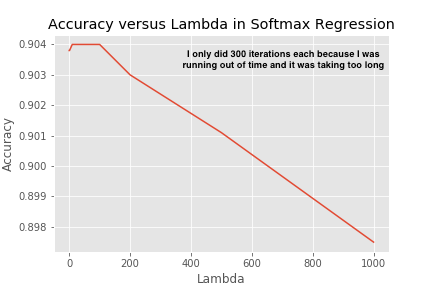 Accuracy versus Lambda in Softmax Regression
I only did 300 iterations each because I was
running out of time and it was taking too long
0.904
0.903
0.902
0.901
0.900
0.899
0.898
Accuracy
0 200 400 600 800 1000
Lambda